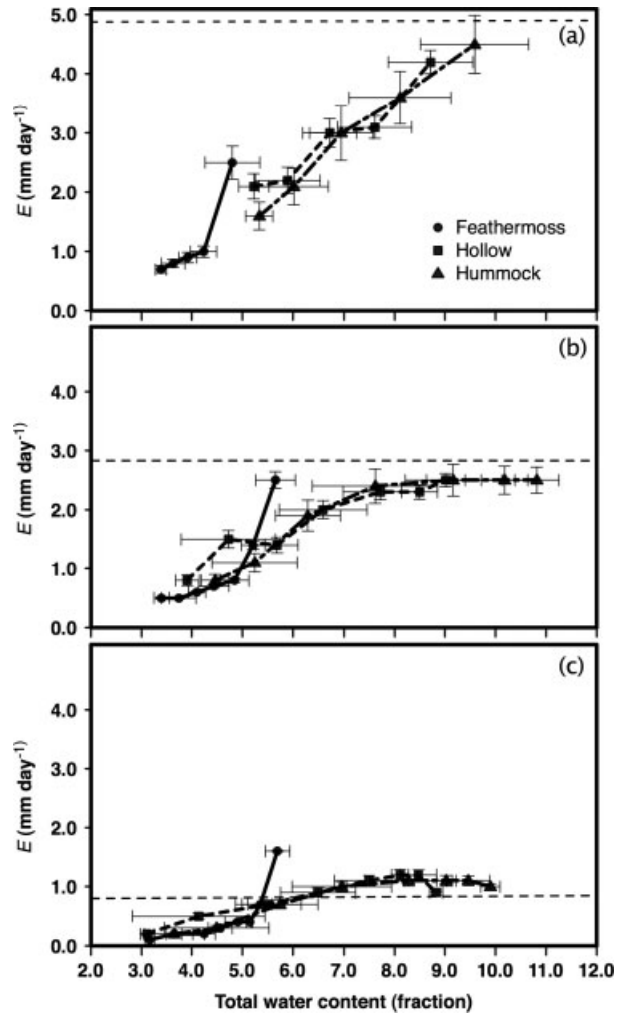 (a)
5.0
4.0
3.0
2.0
1.0
0.0
E (mm day⁻¹)
Feathermoss
Hollow
Hummock
(b)
4.0
3.0
2.0
1.0
0.0
E (mm day⁻¹)
(c)
4.0
3.0
2.0
1.0
0.0
E (mm day⁻¹)
2.0 3.0 4.0 5.0 6.0 7.0 8.0 9.0 10.0 11.0 12.0
Total water content (fraction)